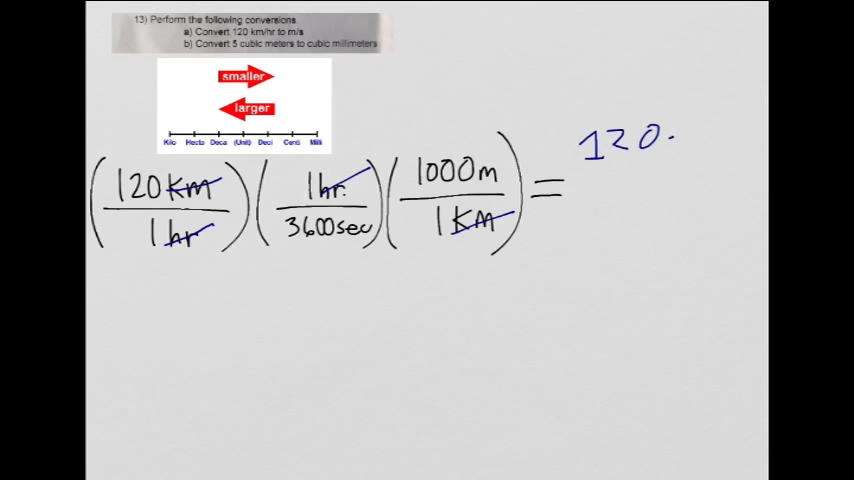 13) Perform the following conversions
a) Convert 120 km/hr to m/s
b) Convert 5 cubic meters to cubic millimeters
smaller
larger
Kilo Hecto Deca (Unit) Deci Centi Milli
(120 Km / 1 hr) (1 hr. / 3600 sec) (1000 m / 1 KM) = 120.